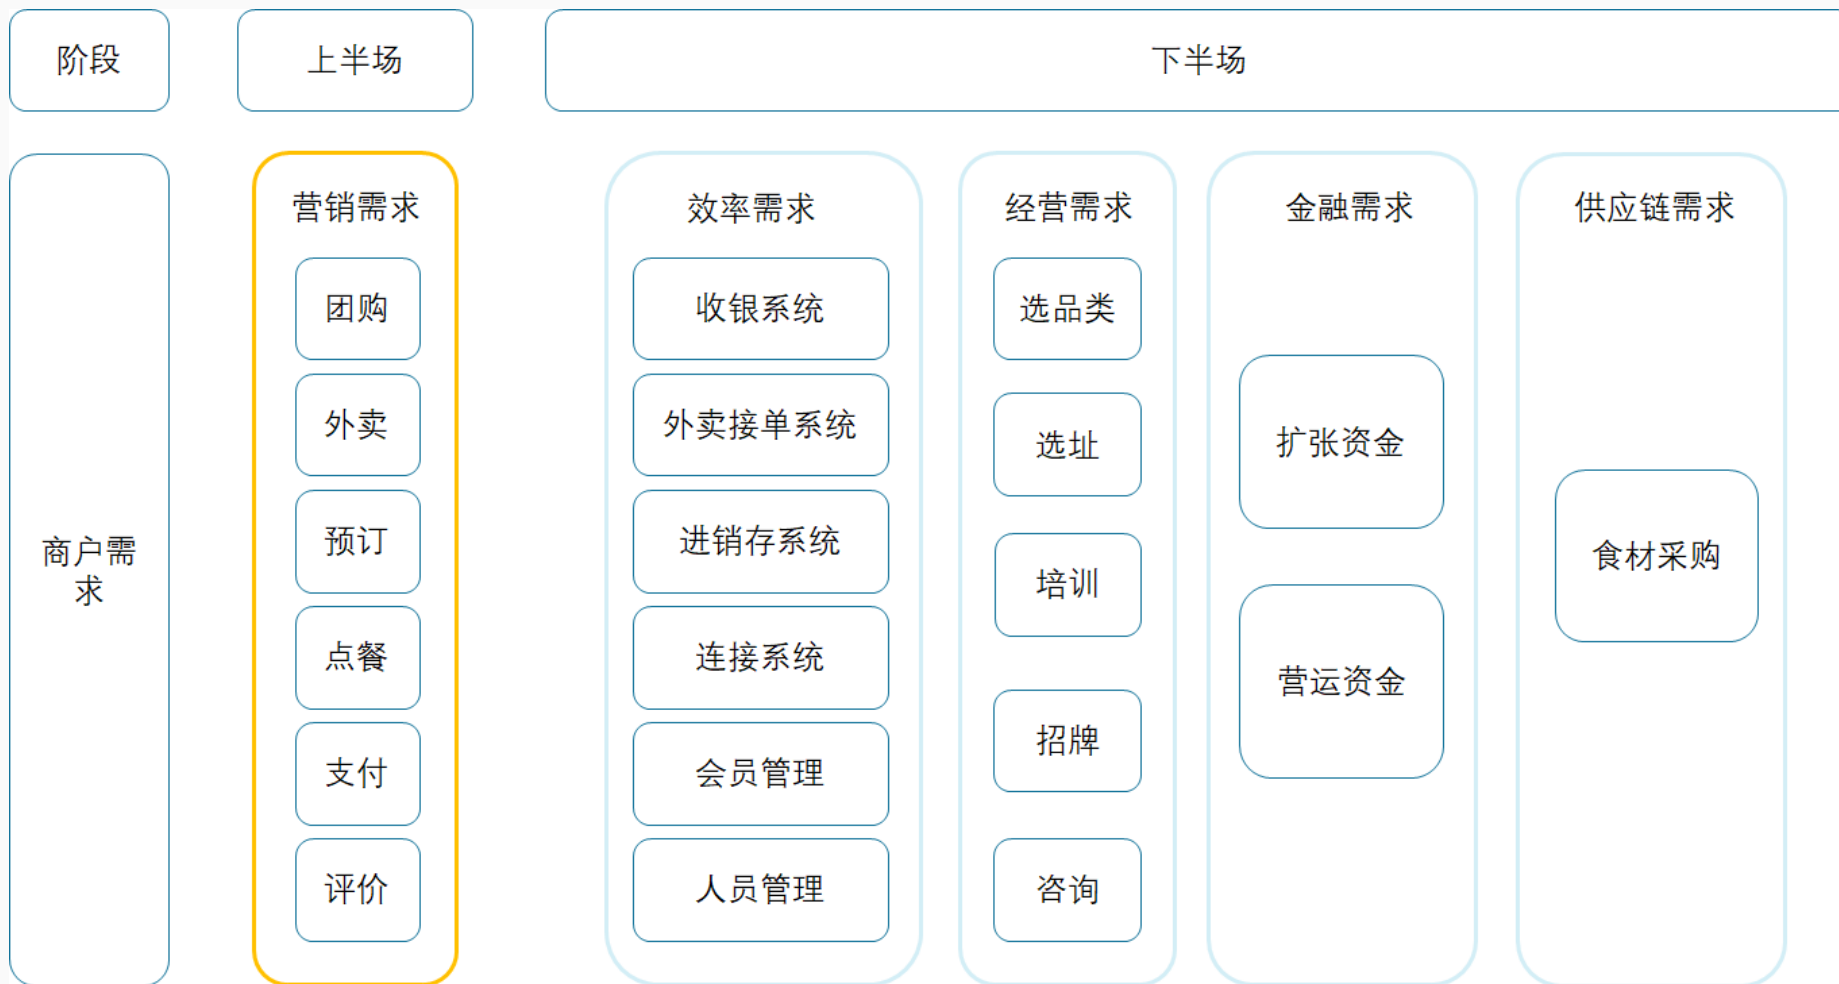 阶段
上半场
下半场
商户需
求
营销需求
团购
外卖
预订
点餐
支付
评价
效率需求
收银系统
外卖接单系统
进销存系统
连接系统
会员管理
人员管理
经营需求
选品类
选址
培训
招牌
咨询
金融需求
扩张资金
营运资金
供应链需求
食材采购